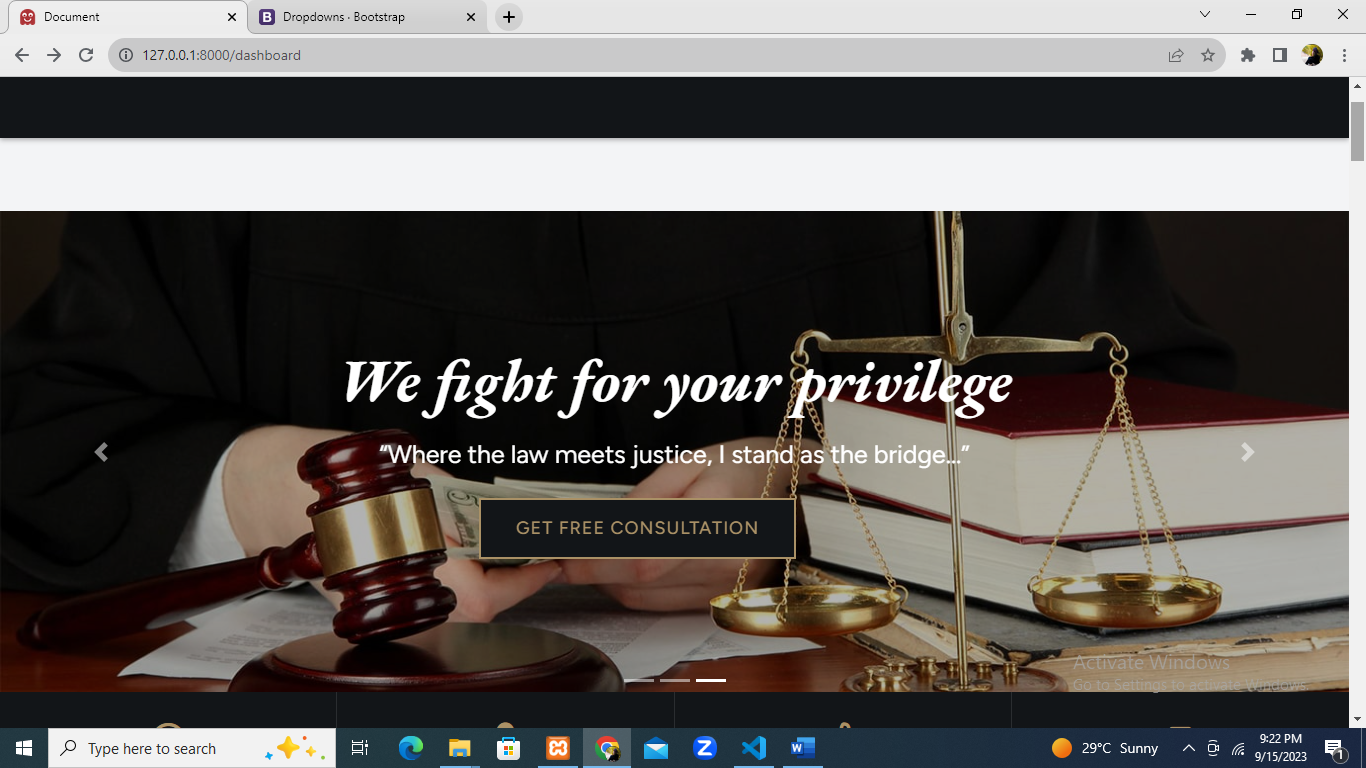 Document
Dropdowns · Bootstrap
127.0.0.1:8000/dashboard
We fight for your privilege
“Where the law meets justice, I stand as the bridge...”
GET FREE CONSULTATION
Activate Windows
Go to Settings to activate Windows.
Type here to search
29°C Sunny
9:22 PM
9/15/2023
1